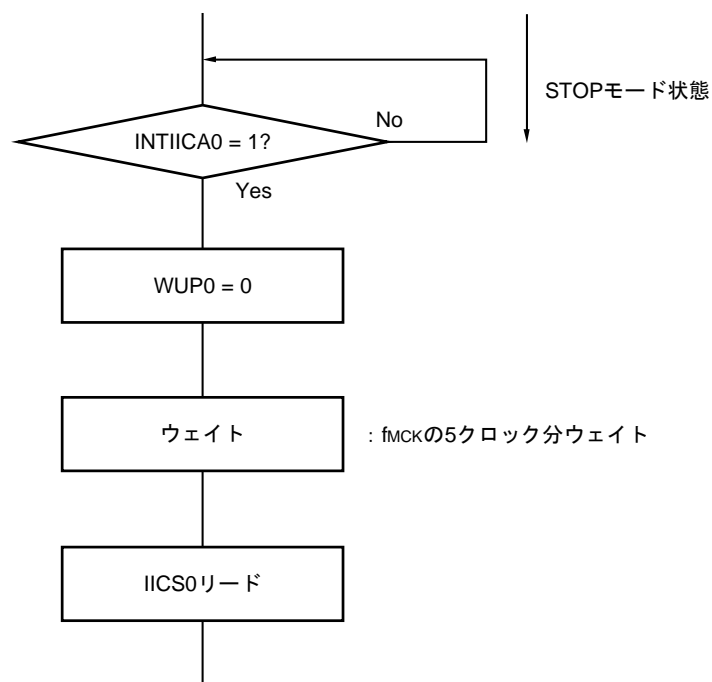 STOPモード状態
No
INTIICA0 = 1?
Yes
WUP0 = 0
ウェイト
: fMCKの5クロック分ウェイト
IICS0リード